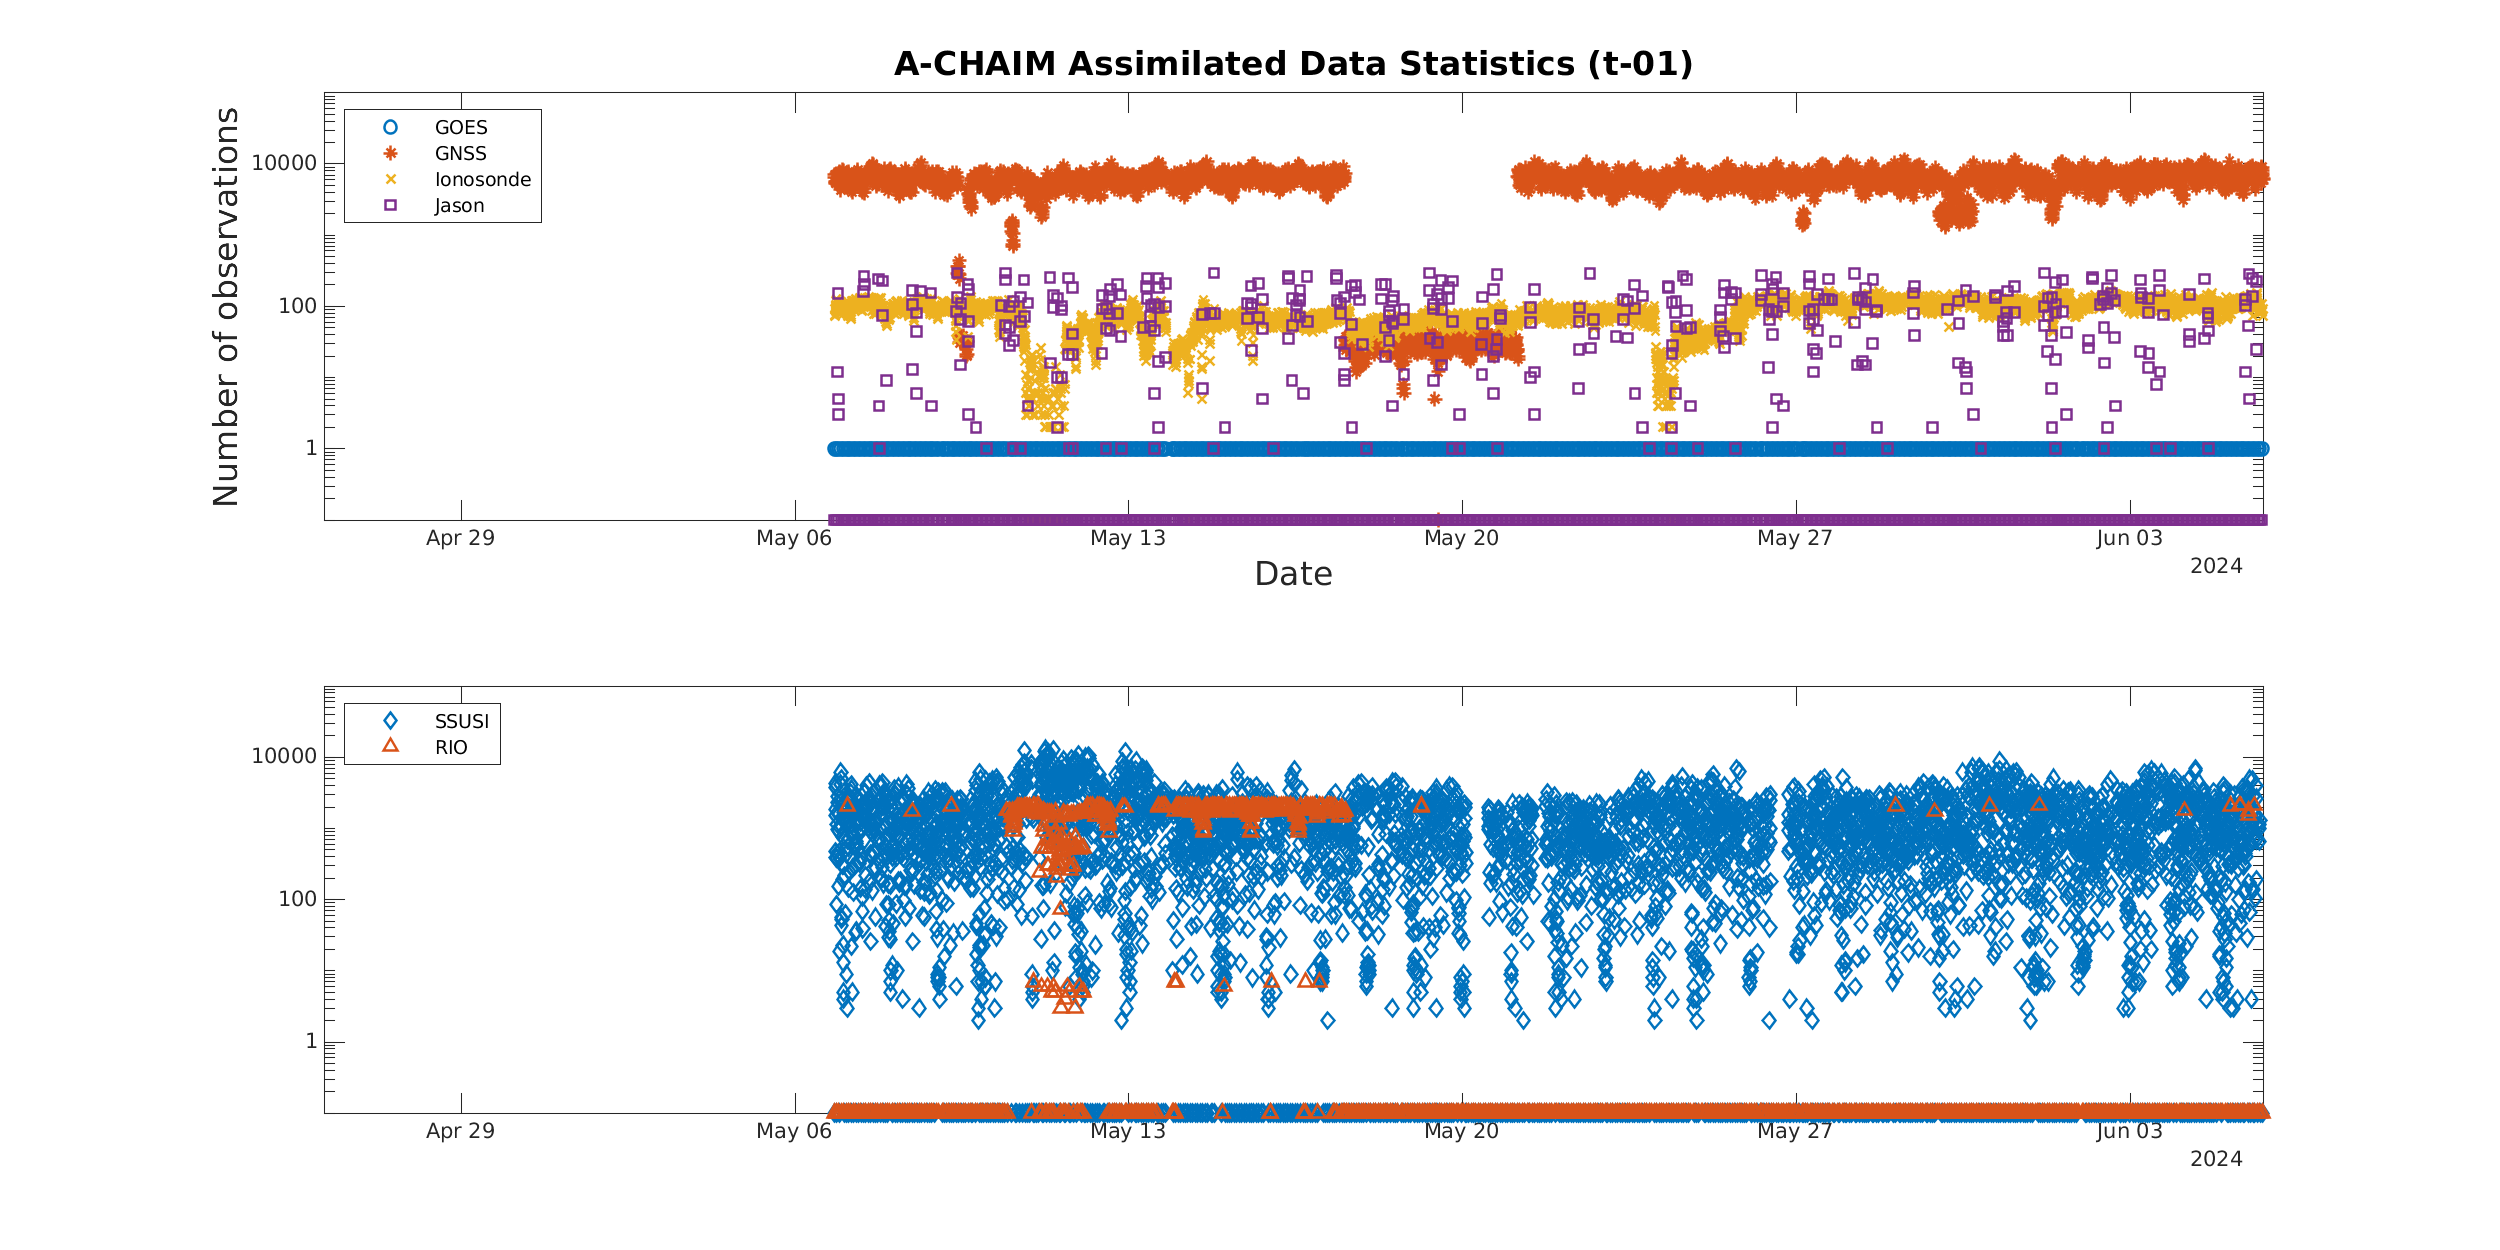 A-CHAIM Assimilated Data Statistics (t-01)
Number of observations
10000
100
1
GOES
GNSS
Ionosonde
Jason
Apr 29
May 06
May 13
May 20
May 27
Jun 03
2024
Date
10000
100
1
SSUSI
RIO
Apr 29
May 06
May 13
May 20
May 27
Jun 03
2024